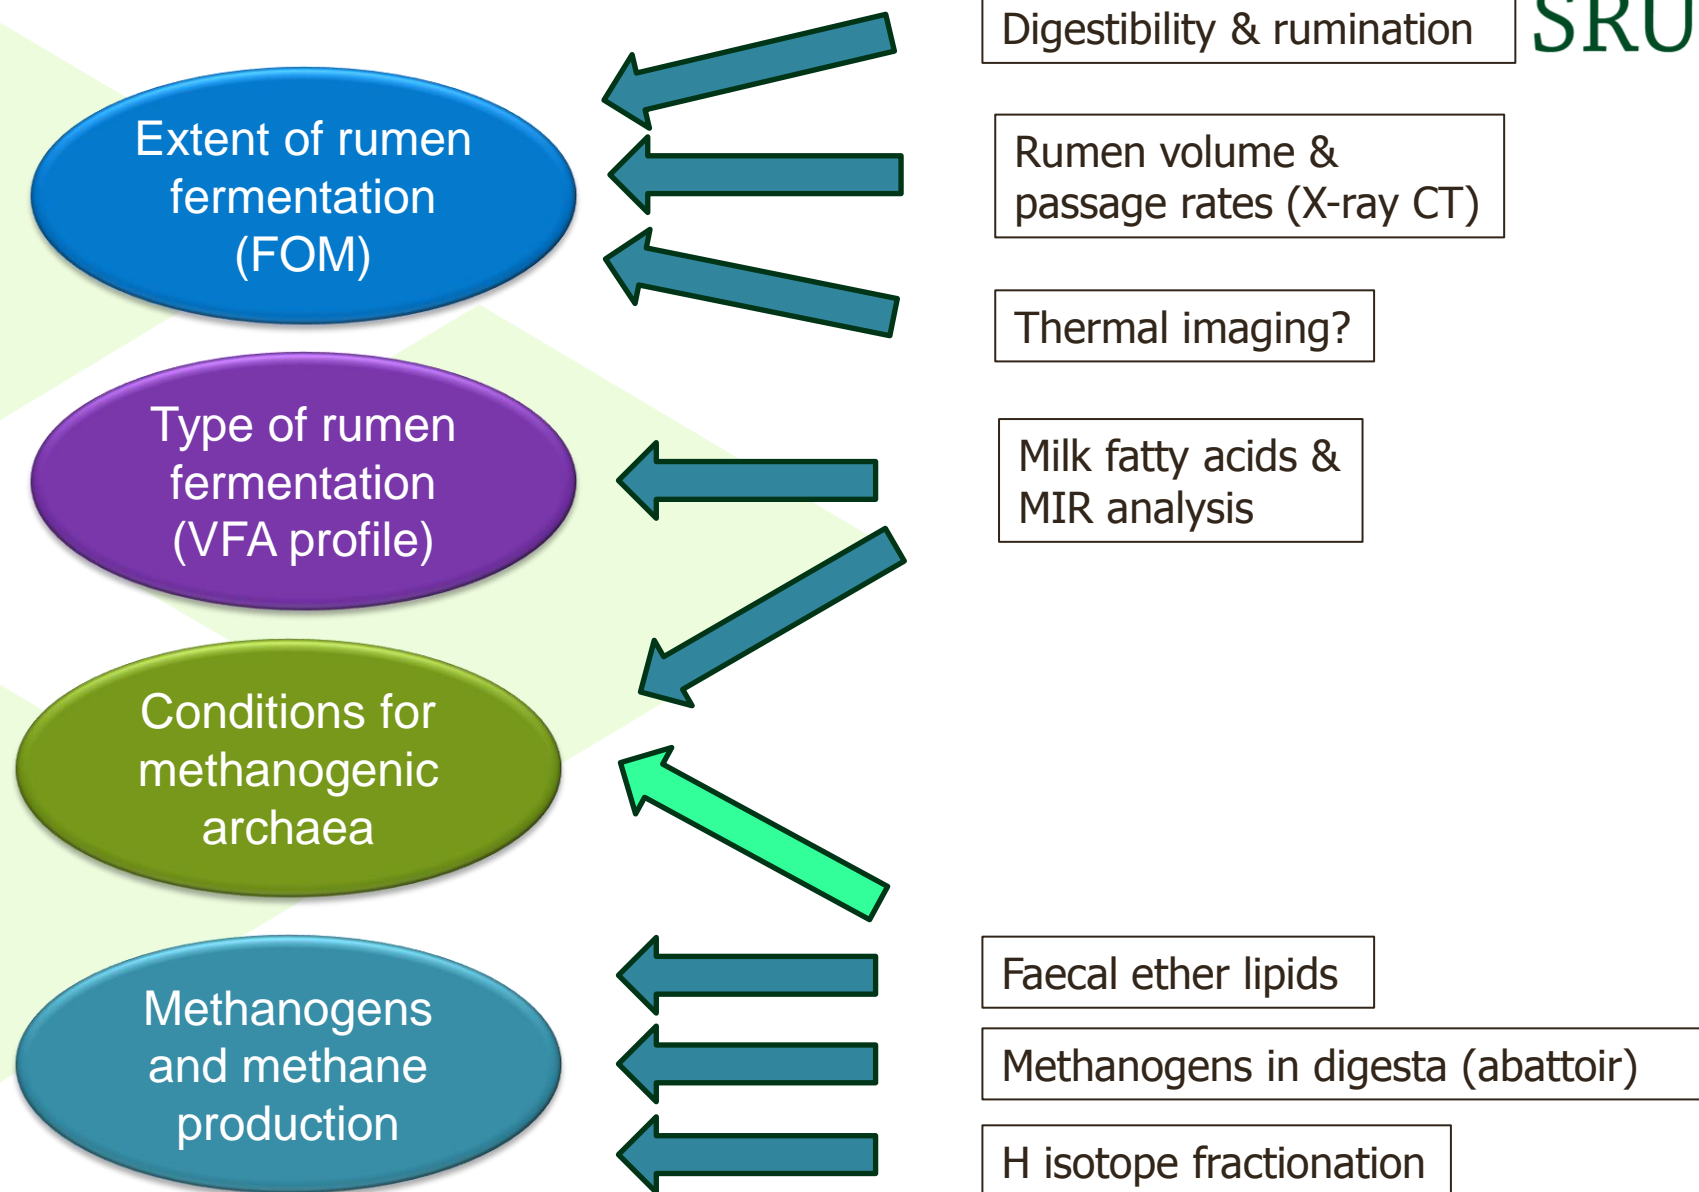 Digestibility & rumination
SRU
Extent of rumen
fermentation
(FOM)
Rumen volume &
passage rates (X-ray CT)
Thermal imaging?
Type of rumen
fermentation
(VFA profile)
Milk fatty acids &
MIR analysis
Conditions for
methanogenic
archaea
Methanogens
and methane
production
Faecal ether lipids
Methanogens in digesta (abattoir)
H isotope fractionation